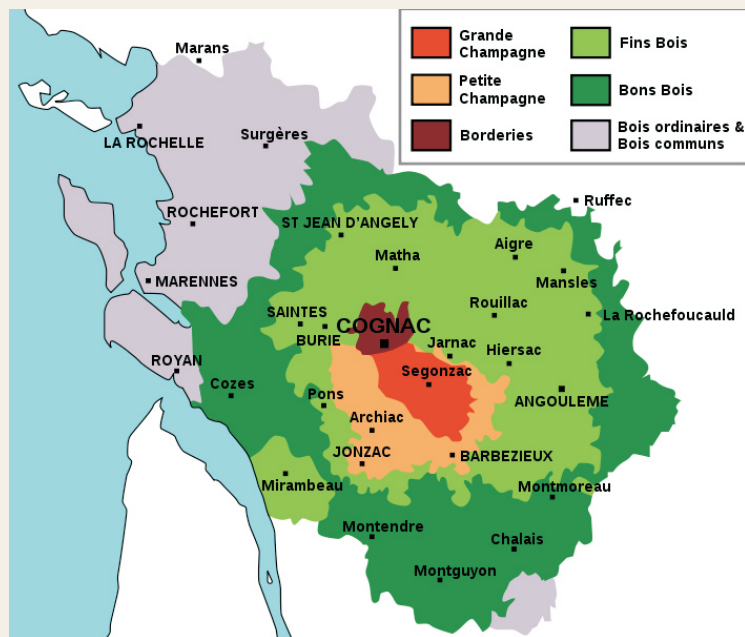 Grande
Champagne
Petite
Champagne
Borderies
Fins Bois
Bons Bois
Bois ordinaires &
Bois communs
Marans
LA ROCHELLE
Surgères
Ruffec
ROCHEFORT
ST JEAN D'ANGELY
Aigre
Matha
Mansles
MARENNES
Rouillac
La Rochefoucauld
SAINTES
COGNAC
BURIE
Jarnac
Hiersac
ROYAN
Segonzac
Cozes
Pons
ANGOULEME
Archiac
JONZAC
BARBEZIEUX
Mirambeau
Montmoreau
Montendre
Chalais
Montguyon